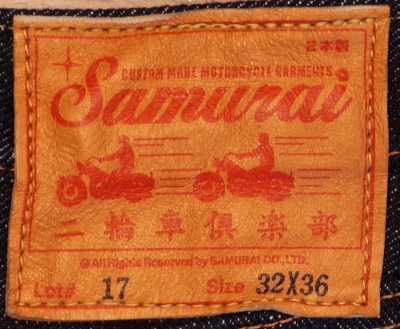 日本製
CUSTOM MADE MOTORCYCLE GARMENTS
Samurai
二輪車倶楽部
© All Rights Reserved by SAMURAI CO., LTD.
Lot# 17 Size 32X36